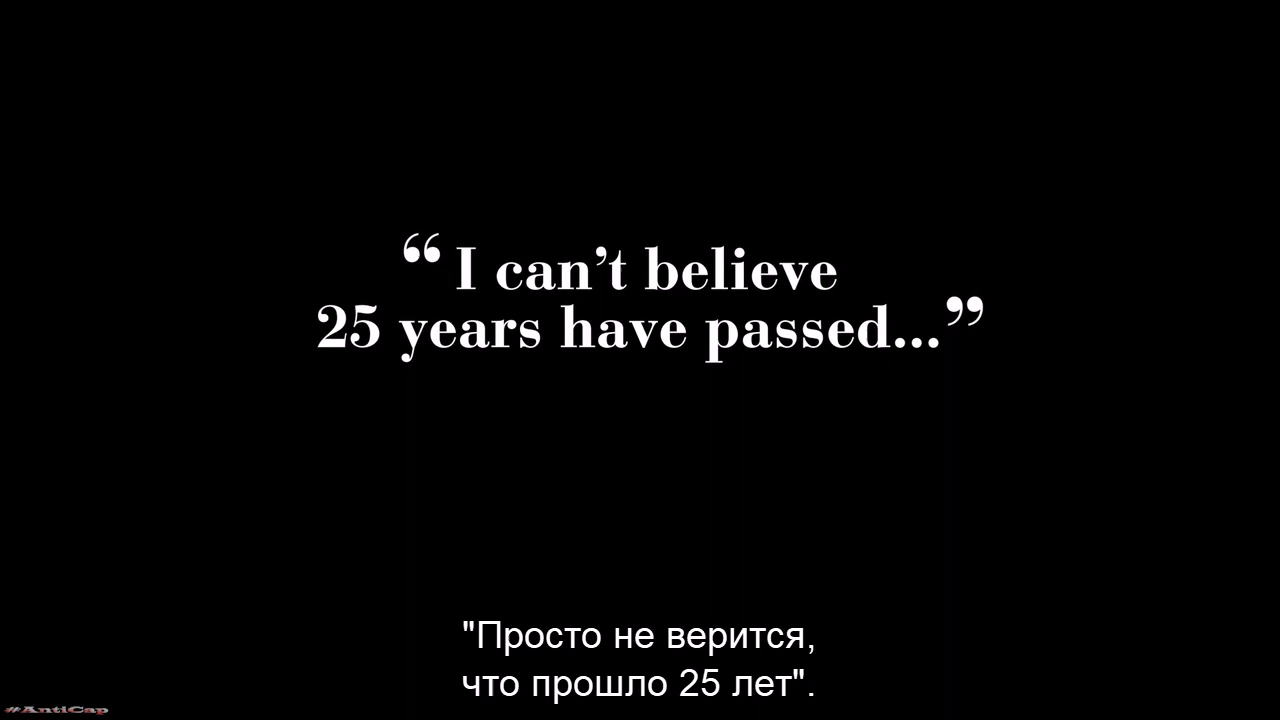 “I can’t believe
25 years have passed...”
"Просто не верится,
что прошло 25 лет".
#AntiCap